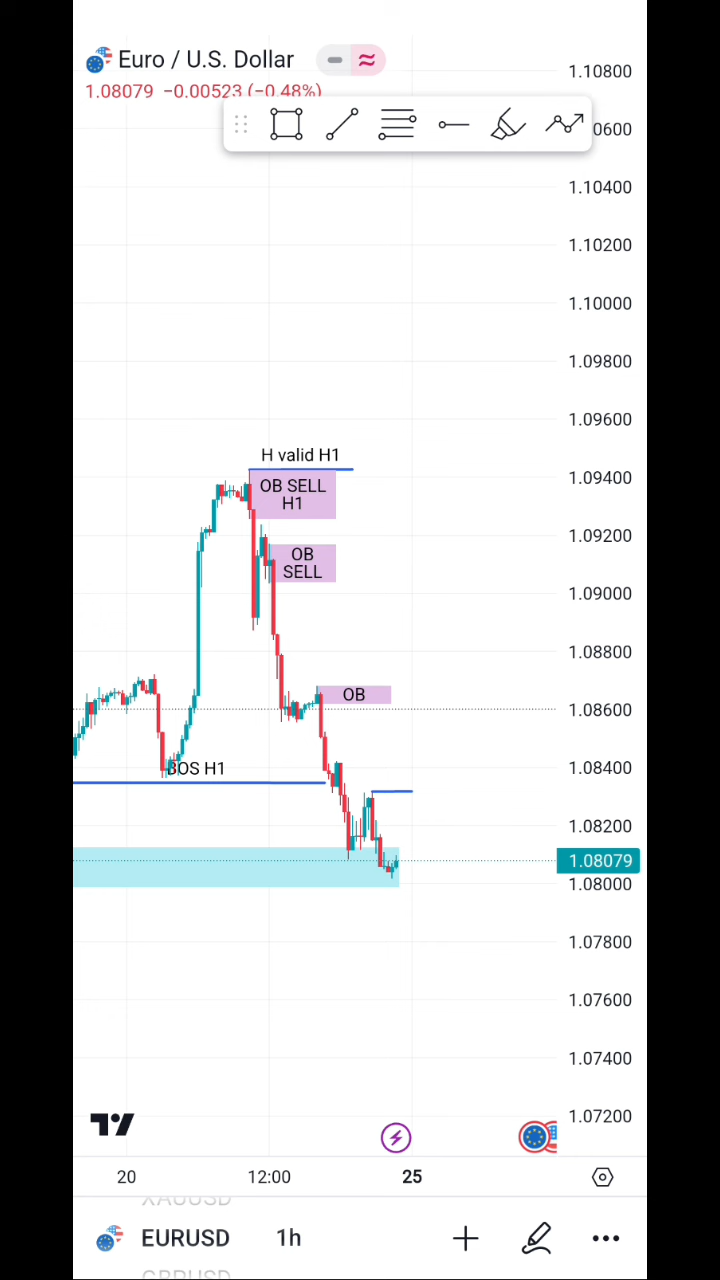 Euro / U.S. Dollar
1.08079 −0.00523 (−0.48%)
1.10800
0600
1.10400
1.10200
1.10000
1.09800
1.09600
H valid H1
1.09400
OB SELL
H1
1.09200
OB
SELL
1.09000
1.08800
OB
1.08600
BOS H1
1.08400
1.08200
1.08079
1.08000
1.07800
1.07600
1.07400
1.07200
20
12:00
25
XAUUSD
EURUSD
1h
GBPUSD